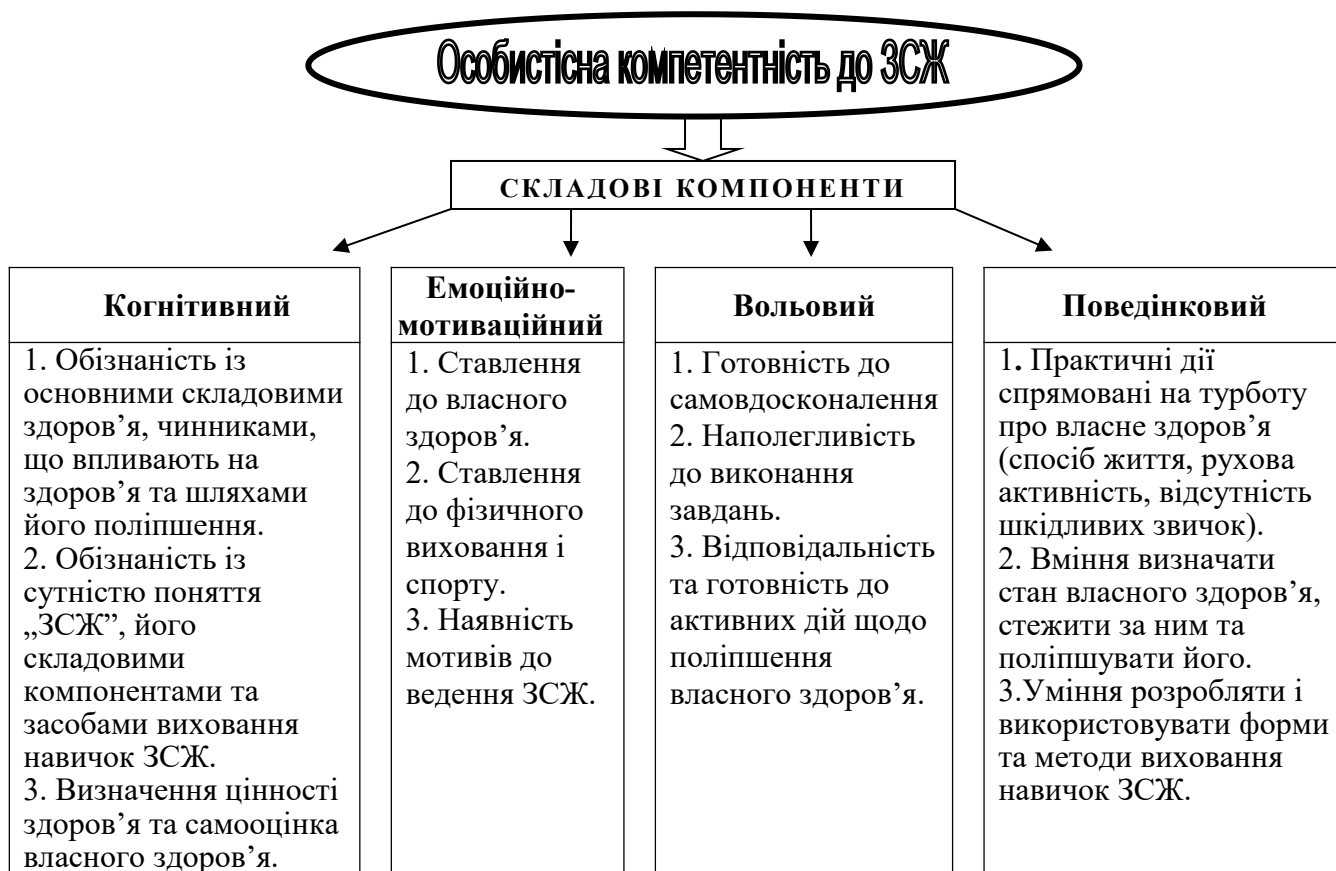 Особистісна компетентність до ЗСЖ
СКЛАДОВІ КОМПОНЕНТИ
Когнітивний
1. Обізнаність із
основними складовими
здоров’я, чинниками,
що впливають на
здоров’я та шляхами
його поліпшення.
2. Обізнаність із
сутністю поняття
„ЗСЖ”, його
складовими
компонентами та
засобами виховання
навичок ЗСЖ.
3. Визначення цінності
здоров’я та самооцінка
власного здоров’я.
Емоційно-
мотиваційний
1. Ставлення
до власного
здоров’я.
2. Ставлення
до фізичного
виховання і
спорту.
3. Наявність
мотивів до
ведення ЗСЖ.
Вольовий
1. Готовність до
самовдосконалення
2. Наполегливість
до виконання
завдань.
3. Відповідальність
та готовність до
активних дій щодо
поліпшення
власного здоров’я.
Поведінковий
1. Практичні дії
спрямовані на турботу
про власне здоров’я
(спосіб життя, рухова
активність, відсутність
шкідливих звичок).
2. Вміння визначати
стан власного здоров’я,
стежити за ним та
поліпшувати його.
3.Уміння розробляти і
використовувати форми
та методи виховання
навичок ЗСЖ.